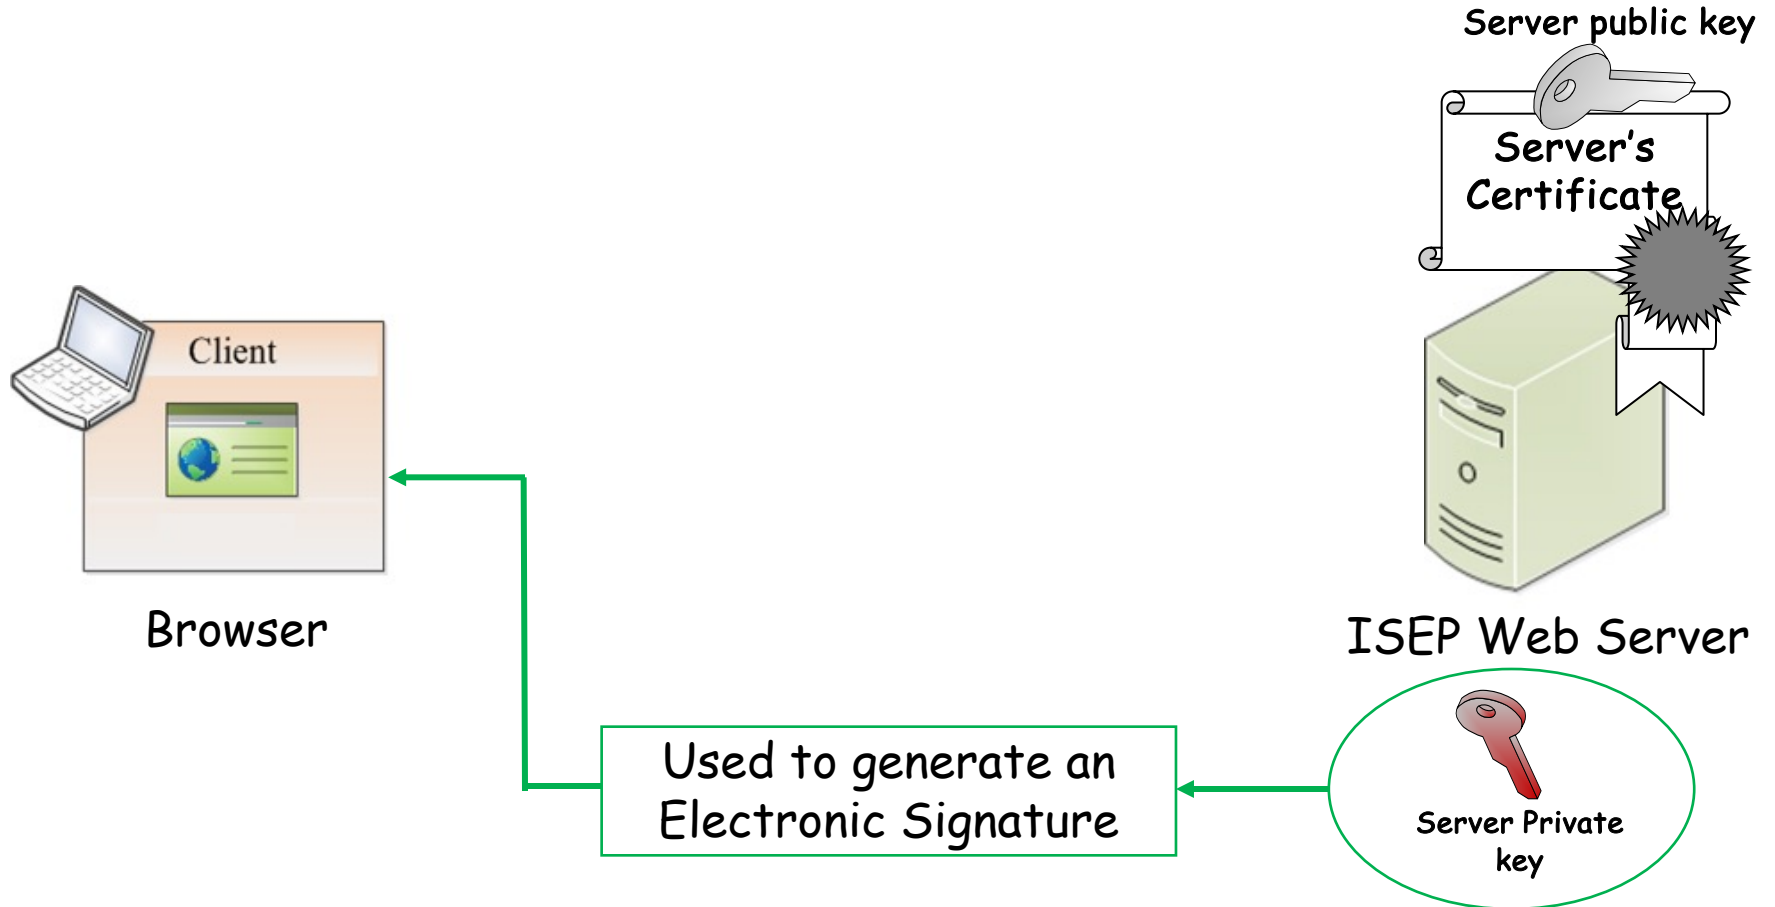 Server public key
Server's
Certificate
Client
Browser
ISEP Web Server
Used to generate an
Electronic Signature
Server Private
key